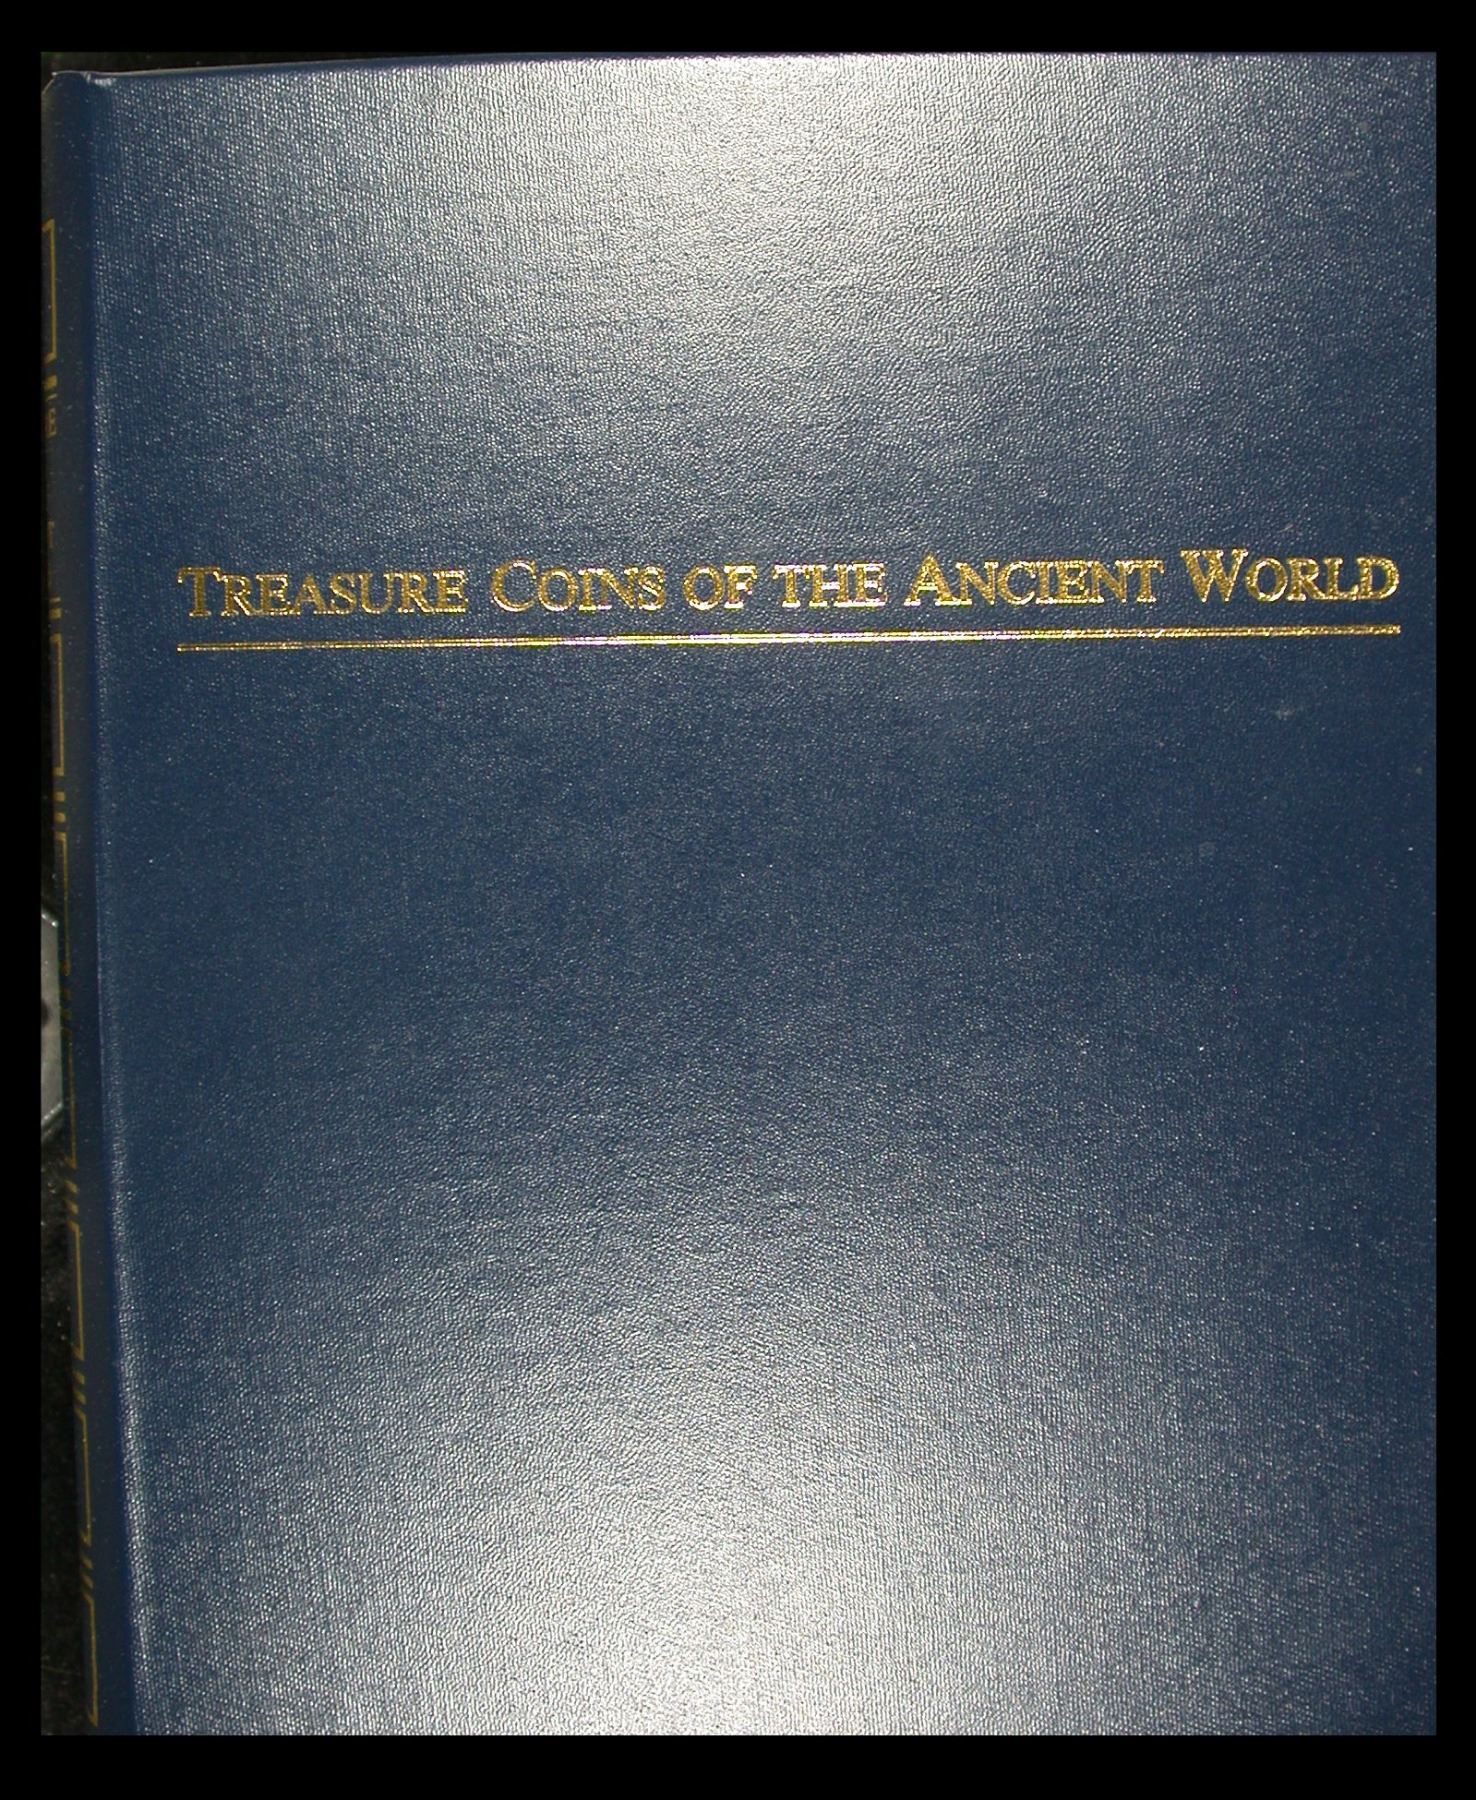 TREASURE COINS OF THE ANCIENT WORLD